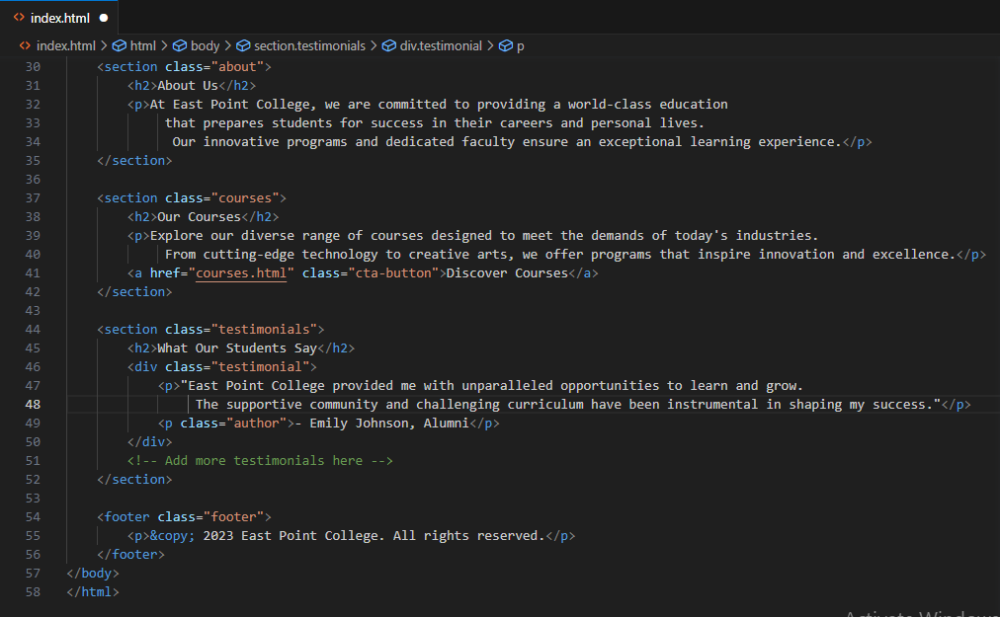 index.html
index.html > html > body > section.testimonials > div.testimonial > p
30 <section class="about">
31 <h2>About Us</h2>
32 <p>At East Point College, we are committed to providing a world-class education
33 that prepares students for success in their careers and personal lives.
34 Our innovative programs and dedicated faculty ensure an exceptional learning experience.</p>
35 </section>
36
37 <section class="courses">
38 <h2>Our Courses</h2>
39 <p>Explore our diverse range of courses designed to meet the demands of today's industries.
40 From cutting-edge technology to creative arts, we offer programs that inspire innovation and excellence.</p>
41 <a href="courses.html" class="cta-button">Discover Courses</a>
42 </section>
43
44 <section class="testimonials">
45 <h2>What Our Students Say</h2>
46 <div class="testimonial">
47 <p>"East Point College provided me with unparalleled opportunities to learn and grow.
48 The supportive community and challenging curriculum have been instrumental in shaping my success."</p>
49 <p class="author">- Emily Johnson, Alumni</p>
50 </div>
51 <!-- Add more testimonials here -->
52 </section>
53
54 <footer class="footer">
55 <p>&copy; 2023 East Point College. All rights reserved.</p>
56 </footer>
57 </body>
58 </html>
Activate Windows